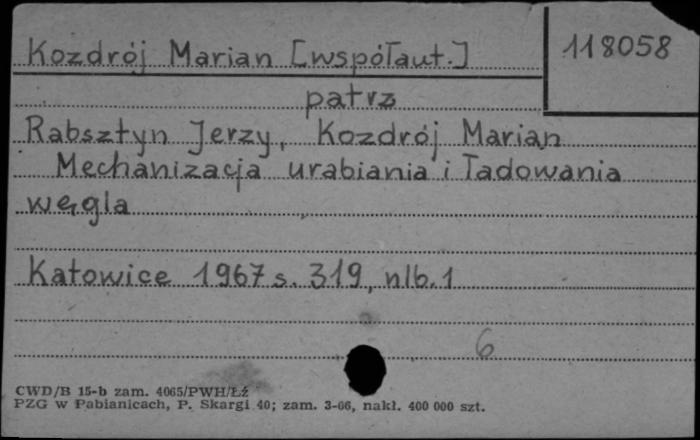 Kozdrój Marian [współaut.]
118058
patrz
Rabsztyn Jerzy, Kozdrój Marian
Mechanizacja urabiania i ładowania
węgla
Katowice 1967 s. 319, nlb. 1
6
CWD/B 15-b zam. 4065/PWH/Łź
PZG w Pabianicach, P. Skargi 40; zam. 3-66, nakł. 400 000 szt.